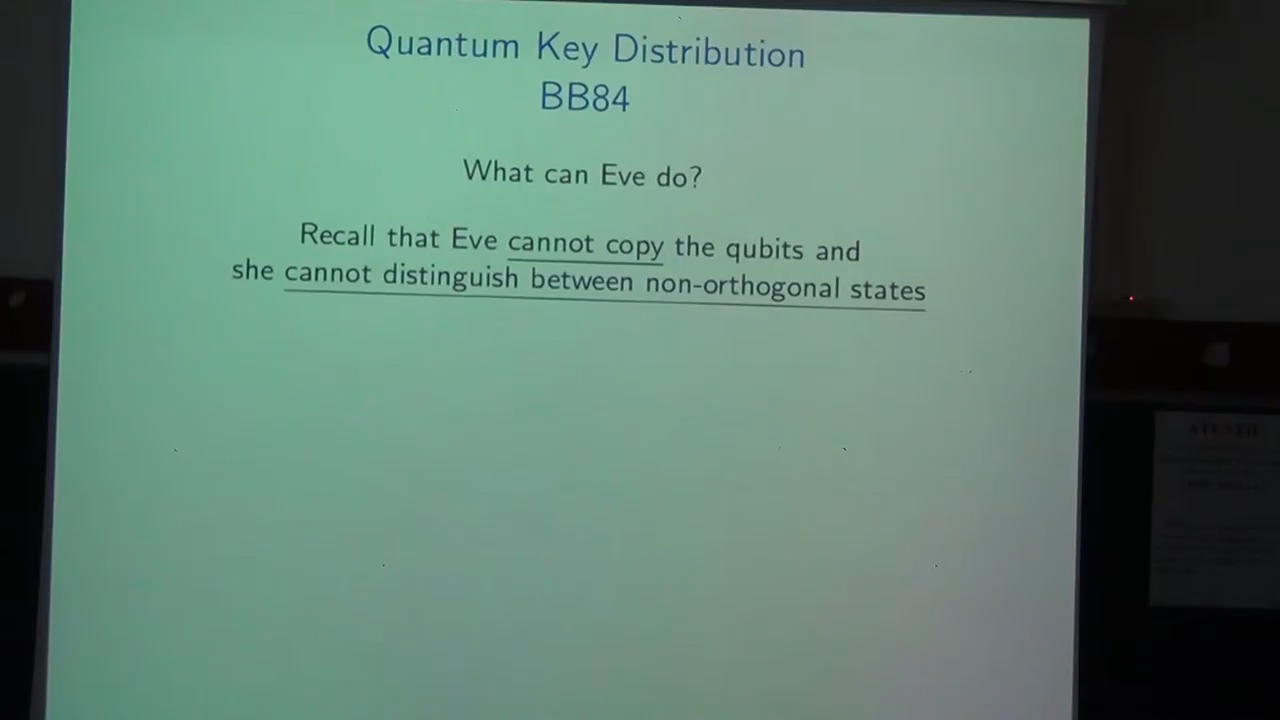 Quantum Key Distribution
BB84
What can Eve do?
Recall that Eve cannot copy the qubits and
she cannot distinguish between non-orthogonal states